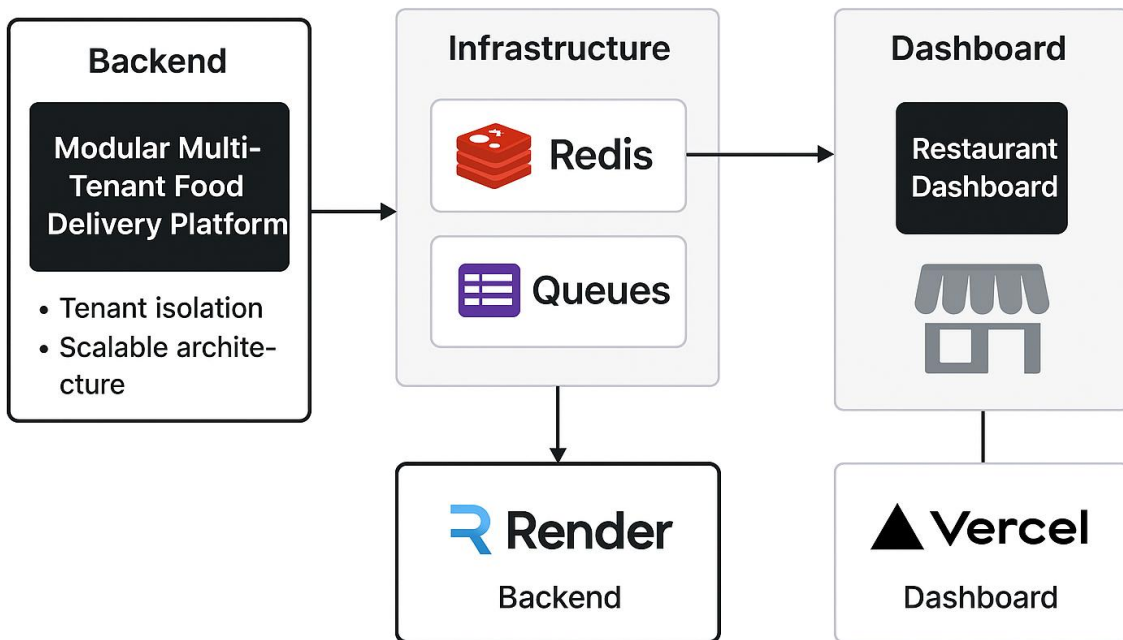 Backend
Modular Multi-
Tenant Food
Delivery Platform
• Tenant isolation
• Scalable archite-
cture
Infrastructure
Redis
Queues
Dashboard
Restaurant
Dashboard
Render
Backend
Vercel
Dashboard